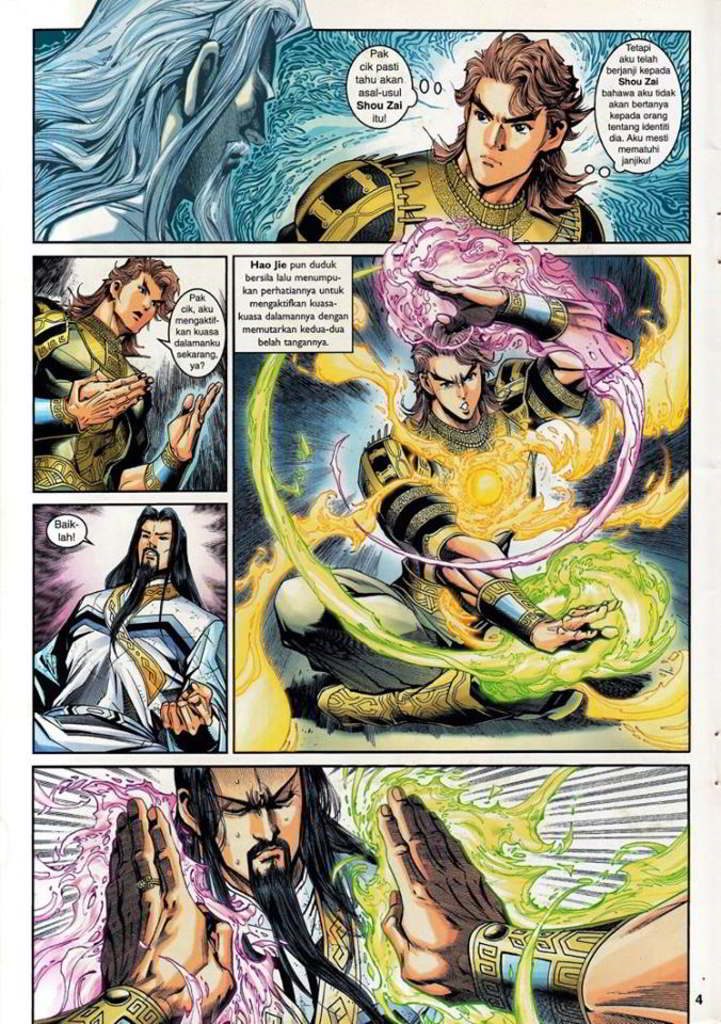 Pak
cik pasti
tahu akan
asal-usul
Shou Zai
itu!
Tetapi
aku telah
berjanji kepada
Shou Zai
bahawa aku tidak
akan bertanya
kepada orang
tentang identiti
dia. Aku mesti
mematuhi
janjiku!
Pak
cik, aku
mengaktif-
kan kuasa
dalamanku
sekarang,
ya?
Hao Jie pun duduk
bersila lalu menumpu-
kan perhatiannya untuk
mengaktifkan kuasa-
kuasa dalamannya dengan
memutarkan kedua-dua
belah tangannya.
Baik-
lah!
4